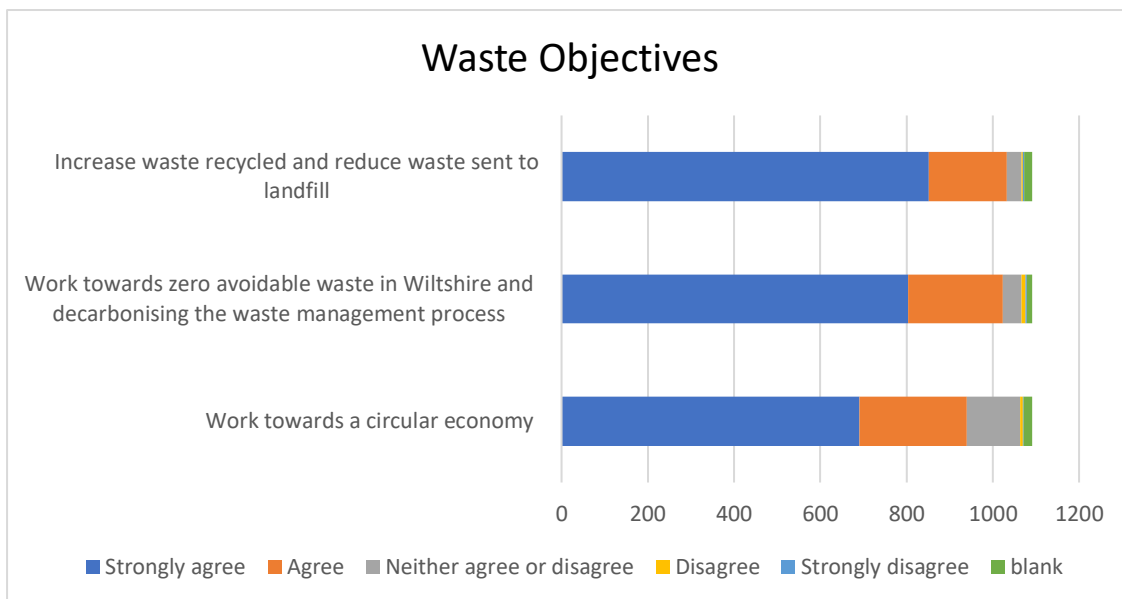 Waste Objectives
Increase waste recycled and reduce waste sent to
landfill
Work towards zero avoidable waste in Wiltshire and
decarbonising the waste management process
Work towards a circular economy
0 200 400 600 800 1000 1200
Strongly agree Agree Neither agree or disagree Disagree Strongly disagree blank